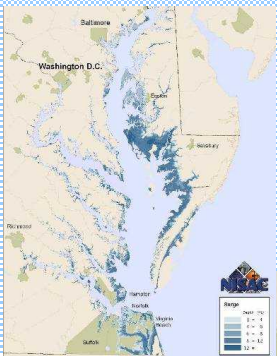 Baltimore
Washington D.C.
Easton
Salisbury
Richmond
Hampton
Norfolk
Virginia
Beach
Suffolk
NISAC
Surge